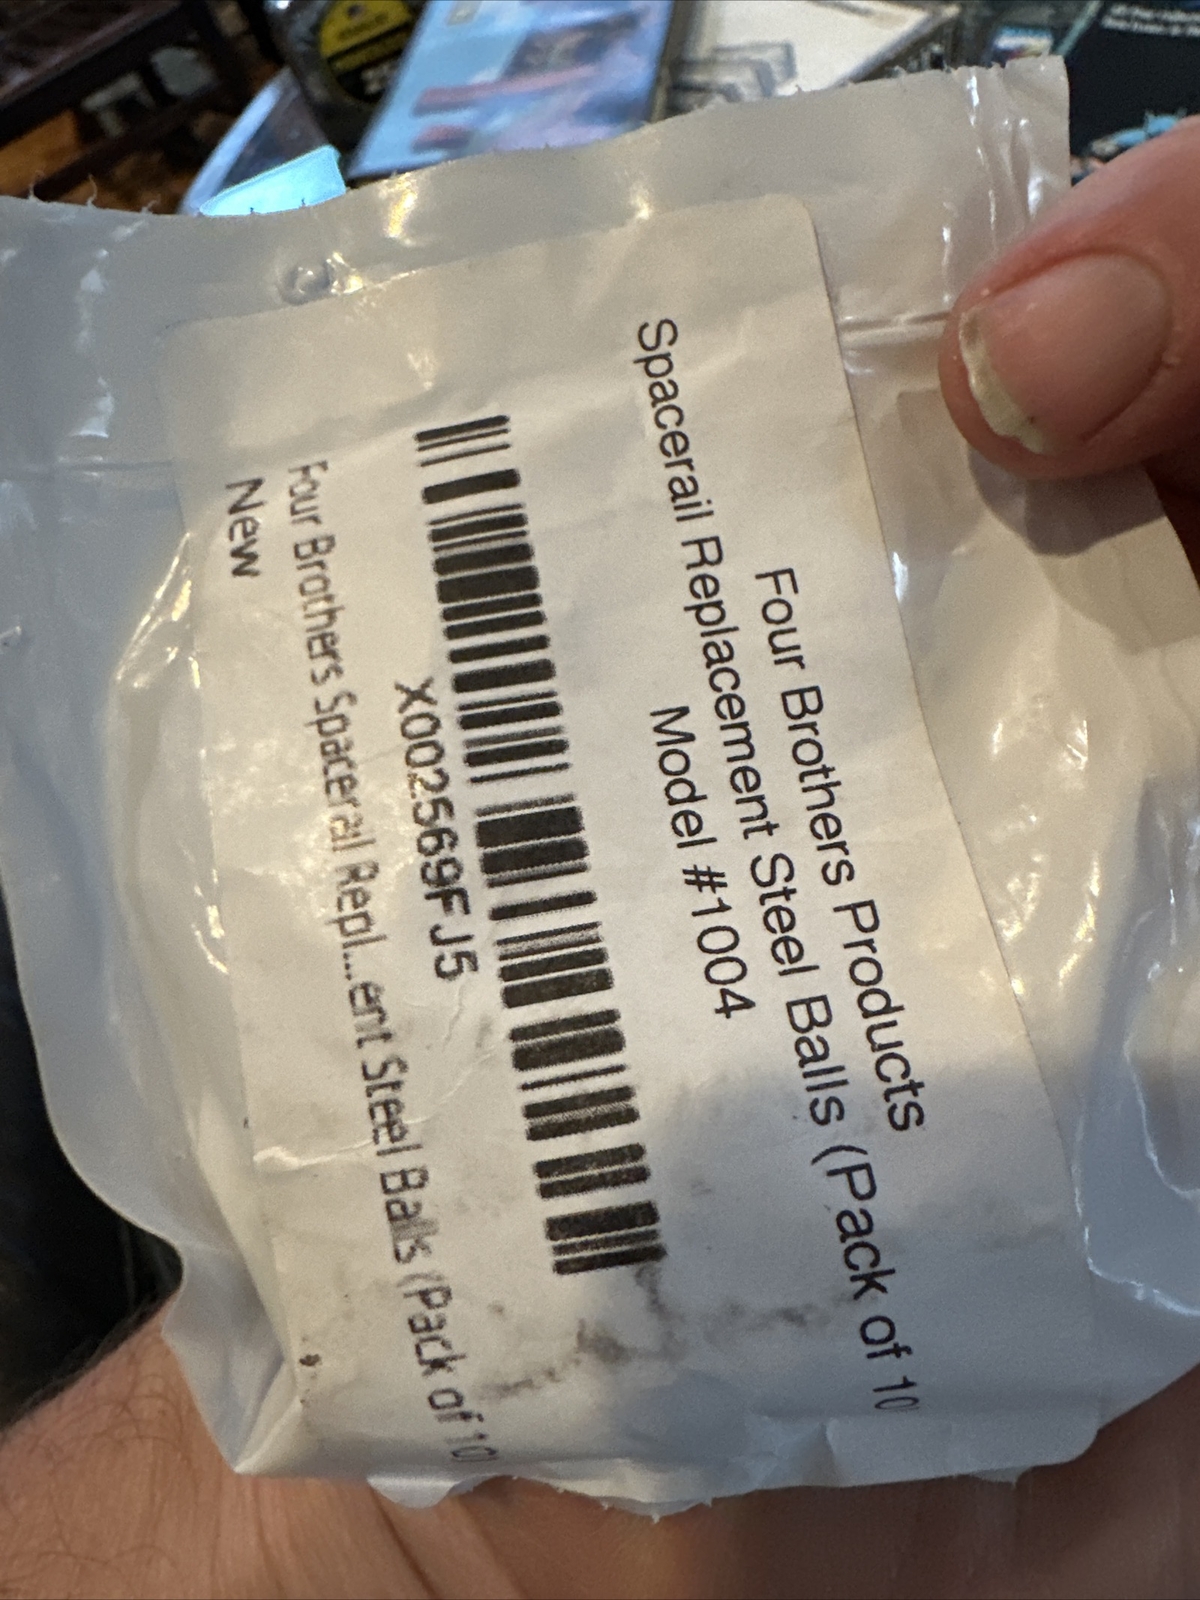 Four Brothers Products
Spacerail Replacement Steel Balls (Pack of 10
Model #1004
X002569FJ5
Four Brothers Spacerail Repl...ent Steel Balls (Pack of 10)
New